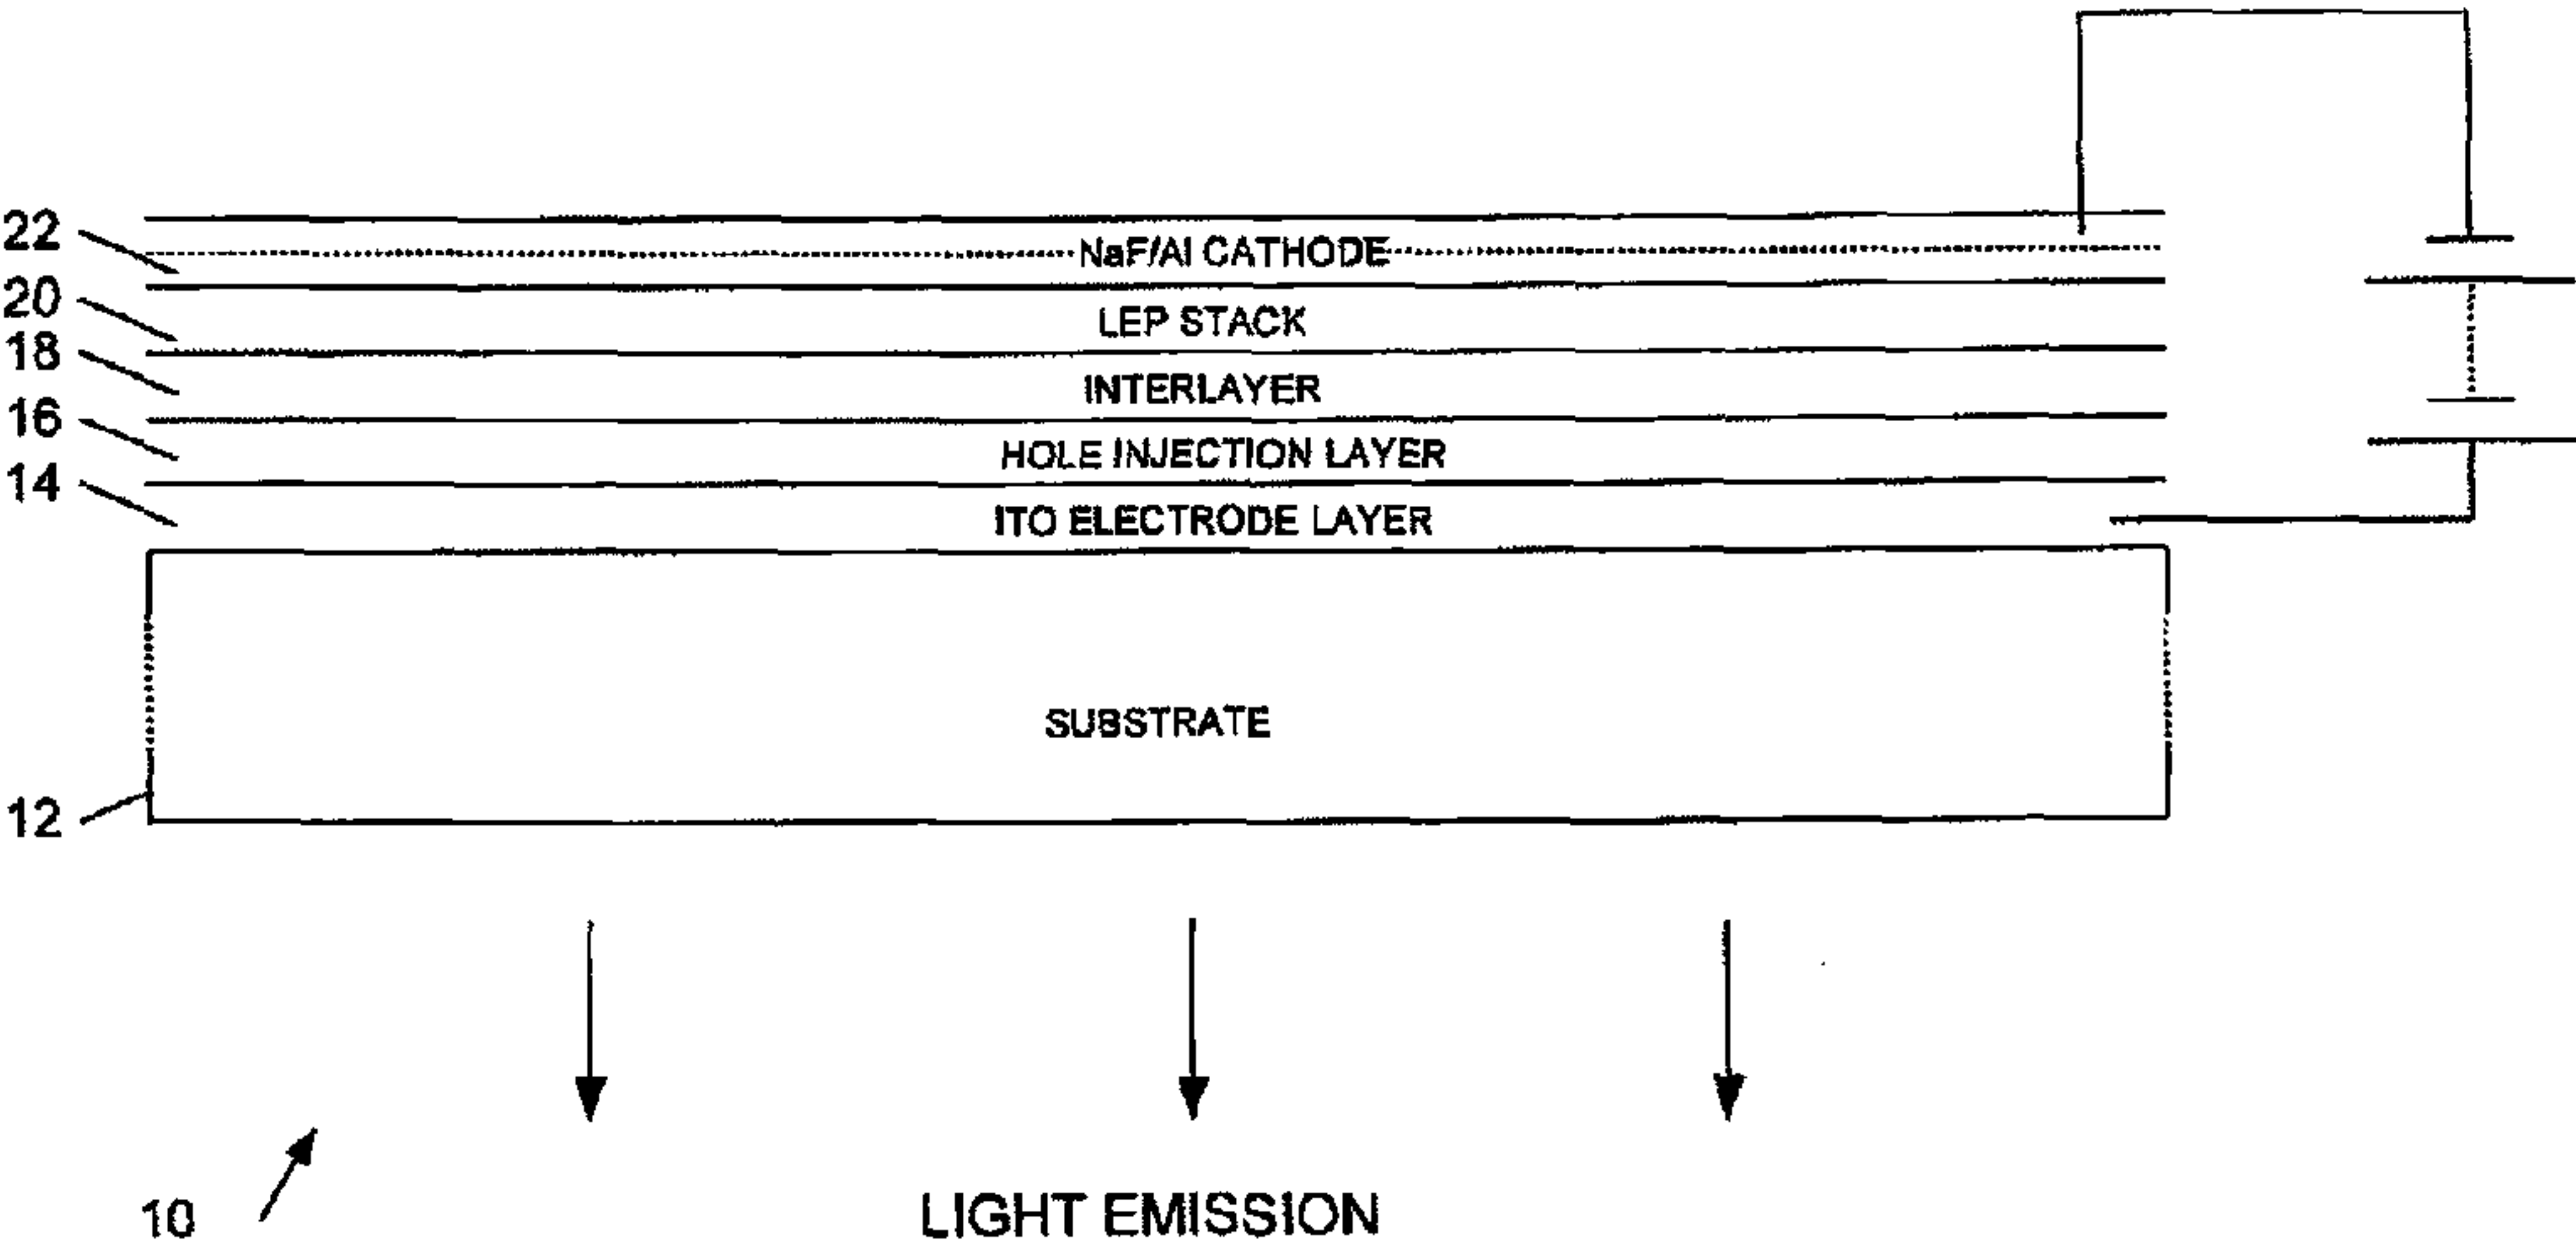 22
NaF/Al CATHODE
20
LEP STACK
18
INTERLAYER
16
HOLE INJECTION LAYER
14
ITO ELECTRODE LAYER
SUBSTRATE
12
10
LIGHT EMISSION